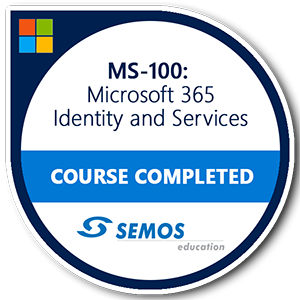 MS-100:
Microsoft 365
Identity and Services
COURSE COMPLETED
SEMOS
education